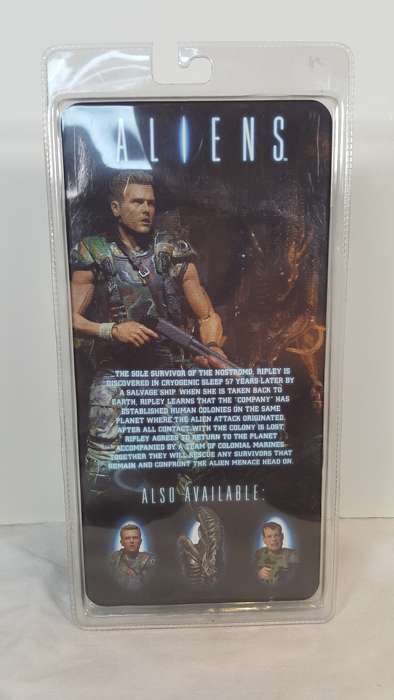 ALIENS™
THE SOLE SURVIVOR OF THE NOSTROMO, RIPLEY IS
DISCOVERED IN CRYOGENIC SLEEP 57 YEARS LATER BY
A SALVAGE SHIP. WHEN SHE IS TAKEN BACK TO
EARTH, RIPLEY LEARNS THAT THE "COMPANY" HAS
ESTABLISHED HUMAN COLONIES ON THE SAME
PLANET WHERE THE ALIEN ATTACK ORIGINATED.
AFTER ALL CONTACT WITH THE COLONY IS LOST,
RIPLEY AGREES TO RETURN TO THE PLANET
ACCOMPANIED BY A TEAM OF COLONIAL MARINES.
TOGETHER THEY WILL RESCUE ANY SURVIVORS THAT
REMAIN AND CONFRONT THE ALIEN MENACE HEAD ON.
ALSO AVAILABLE: